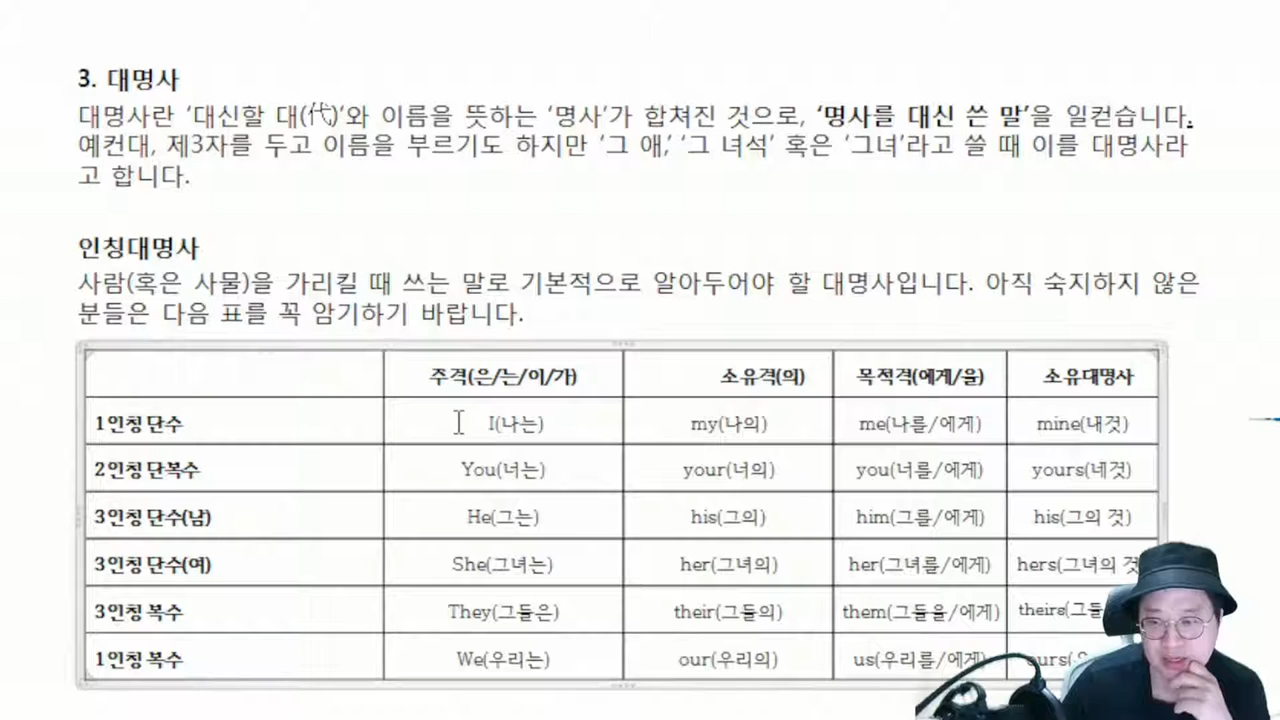 3. 대명사
대명사란 ‘대신할 대(代)’와 이름을 뜻하는 ‘명사’가 합쳐진 것으로, ‘명사를 대신 쓴 말’을 일컫습니다.
예컨대, 제3자를 두고 이름을 부르기도 하지만 ‘그 애,’ ‘그 녀석’ 혹은 ‘그녀’라고 쓸 때 이를 대명사라
고 합니다.
인칭대명사
사람(혹은 사물)을 가리킬 때 쓰는 말로 기본적으로 알아두어야 할 대명사입니다. 아직 숙지하지 않은
분들은 다음 표를 꼭 암기하기 바랍니다.
주격(은/는/이/가) 소유격(의) 목적격(에게/을) 소유대명사
1인칭 단수 I(나는) my(나의) me(나를/에게) mine(내것)
2인칭 단복수 You(너는) your(너의) you(너를/에게) yours(네것)
3인칭 단수(남) He(그는) his(그의) him(그를/에게) his(그의 것)
3인칭 단수(여) She(그녀는) her(그녀의) her(그녀를/에게) hers(그녀의 것
3인칭 복수 They(그들은) their(그들의) them(그들을/에게) theirs(그들
1인칭 복수 We(우리는) our(우리의) us(우리를/에게)